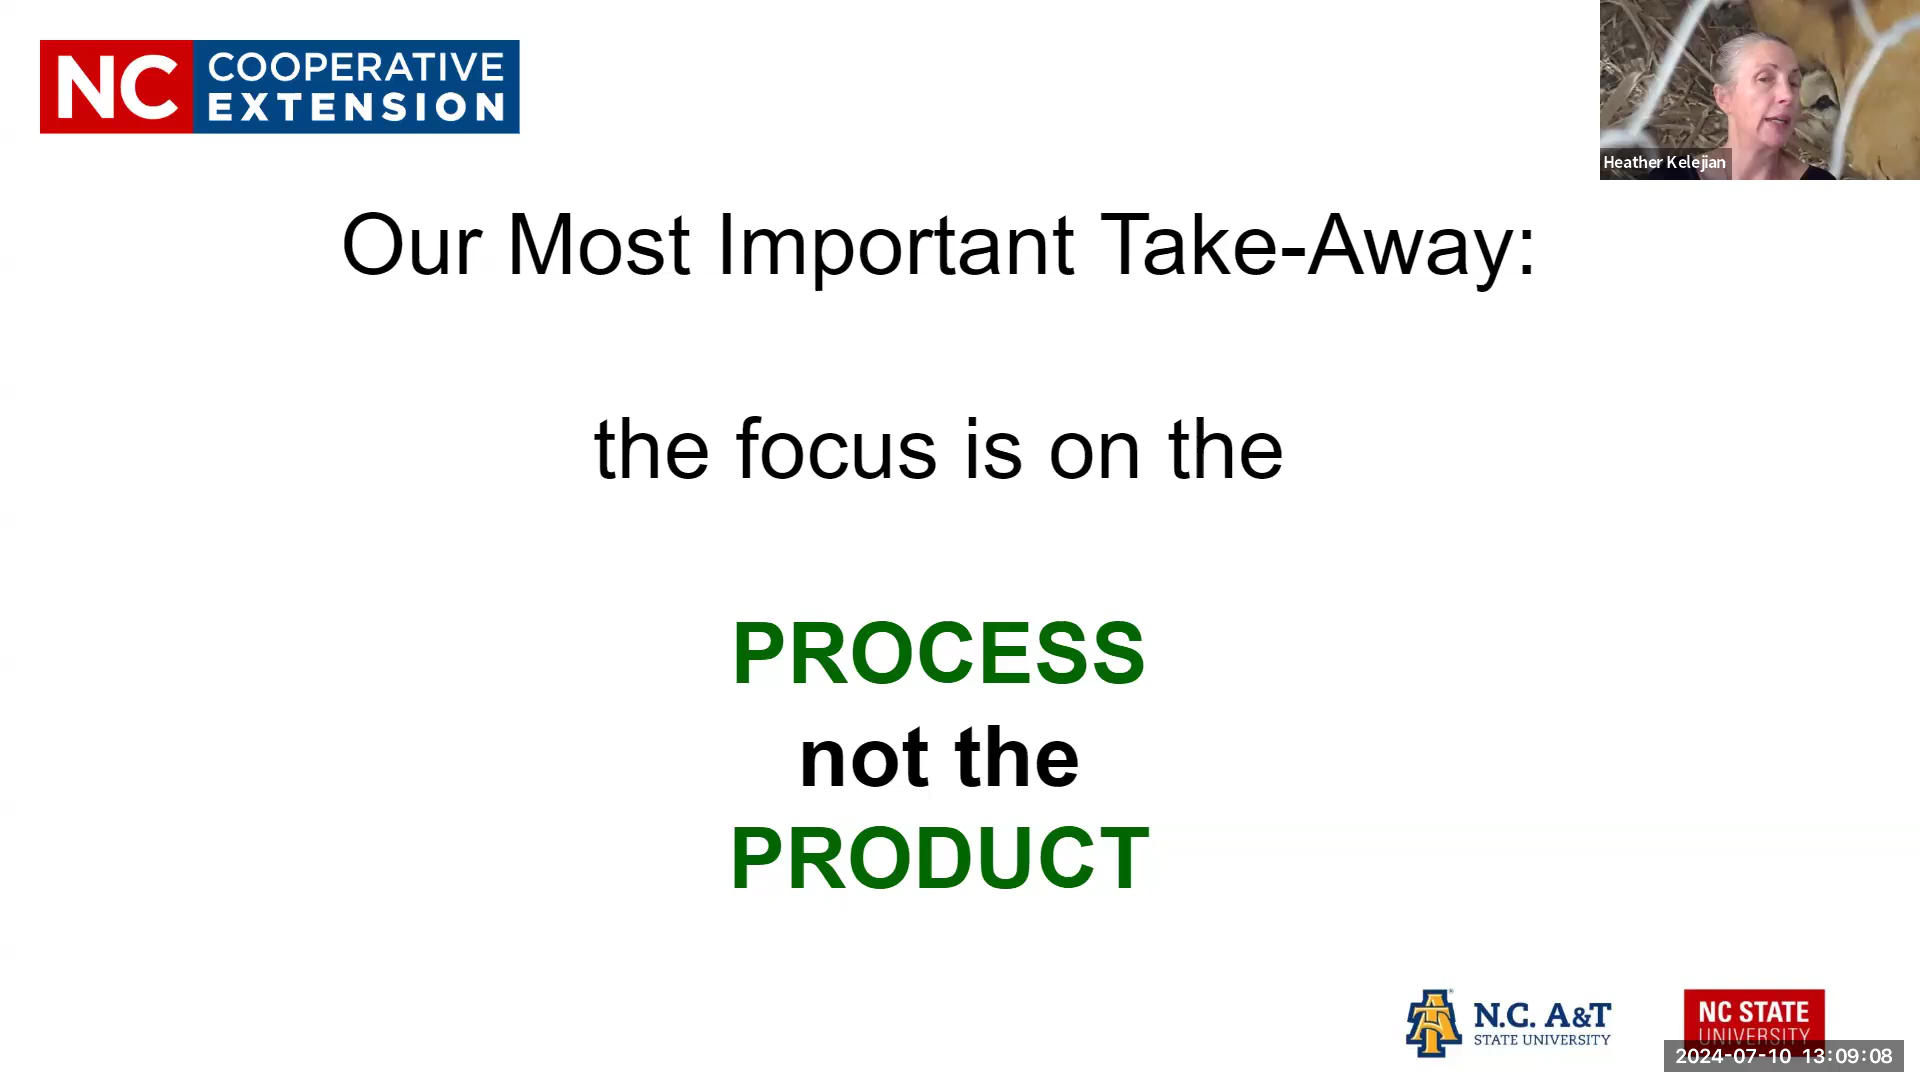 NC COOPERATIVE
EXTENSION
Heather Kelejian
Our Most Important Take-Away:
the focus is on the
PROCESS
not the
PRODUCT
N.C. A&T
STATE UNIVERSITY
NC STATE
UNIVERSITY
2024-07-10 13:09:08